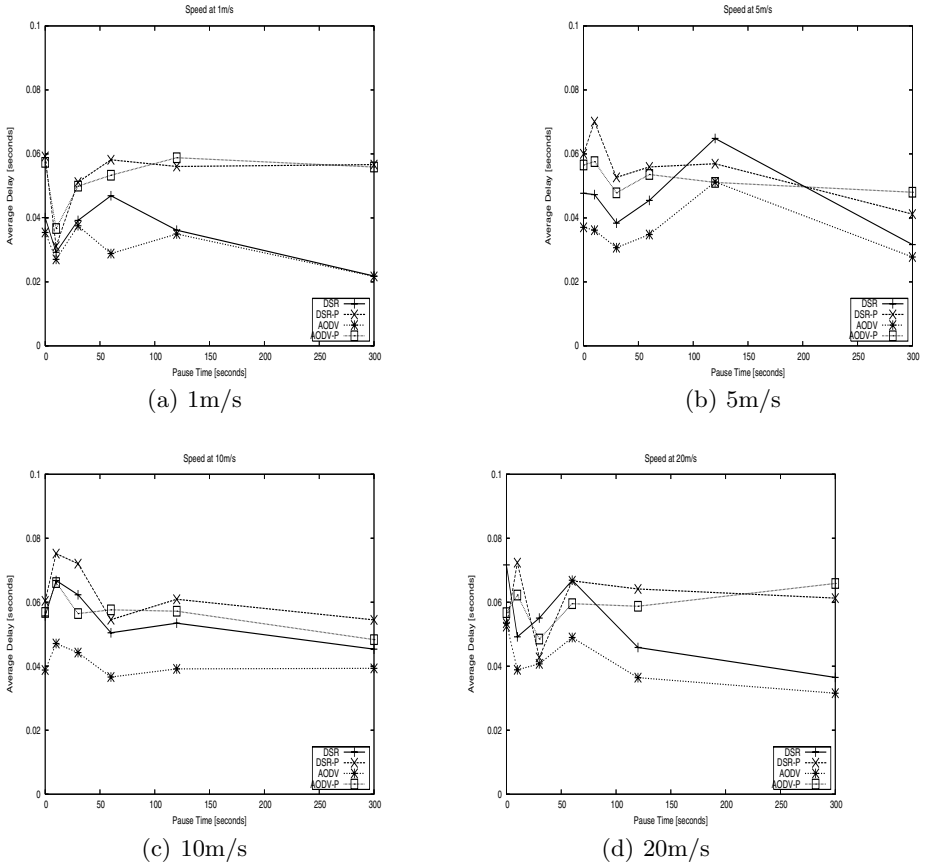 Speed at 1m/s
0.1
0.08
0.06
0.04
0.02
0
Average Delay [seconds]
DSR
DSR-P
AODV
AODV-P
0 50 100 150 200 250 300
Pause Time [seconds]
(a) 1m/s
Speed at 5m/s
0.1
0.08
0.06
0.04
0.02
0
Average Delay [seconds]
DSR
DSR-P
AODV
AODV-P
0 50 100 150 200 250 300
Pause Time [seconds]
(b) 5m/s
Speed at 10m/s
0.1
0.08
0.06
0.04
0.02
0
Average Delay [seconds]
DSR
DSR-P
AODV
AODV-P
0 50 100 150 200 250 300
Pause Time [seconds]
(c) 10m/s
Speed at 20m/s
0.1
0.08
0.06
0.04
0.02
0
Average Delay [seconds]
DSR
DSR-P
AODV
AODV-P
0 50 100 150 200 250 300
Pause Time [seconds]
(d) 20m/s